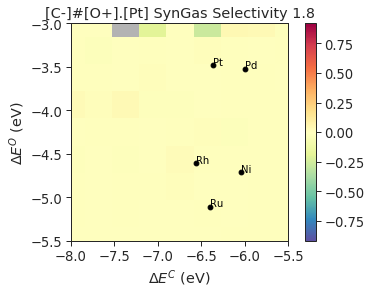 [C-]#[O+].[Pt] SynGas Selectivity 1.8
−3.0
−3.5
−4.0
−4.5
−5.0
−5.5
ΔE^O (eV)
Pt
Pd
Rh
Ni
Ru
−8.0 −7.5 −7.0 −6.5 −6.0 −5.5
ΔE^C (eV)
0.75
0.50
0.25
0.00
−0.25
−0.50
−0.75